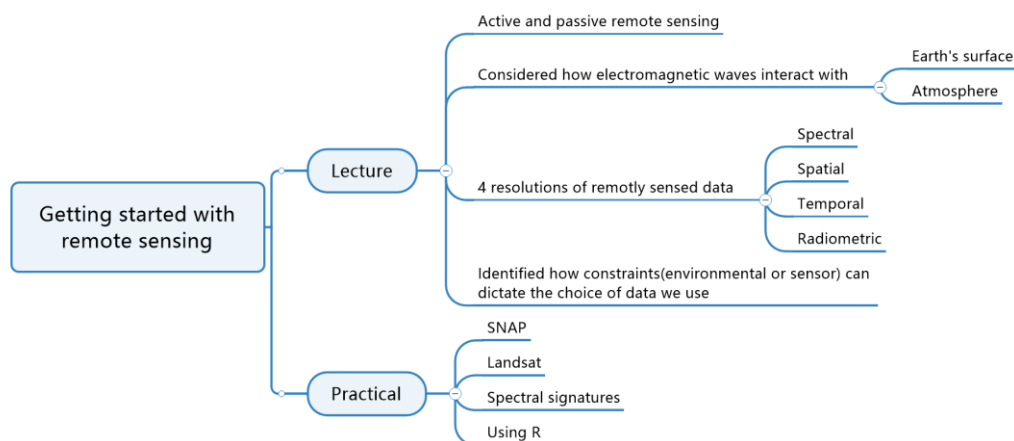 Getting started with
remote sensing
Lecture
Active and passive remote sensing
Considered how electromagnetic waves interact with
Earth's surface
Atmosphere
4 resolutions of remotly sensed data
Spectral
Spatial
Temporal
Radiometric
Identified how constraints(environmental or sensor) can
dictate the choice of data we use
Practical
SNAP
Landsat
Spectral signatures
Using R